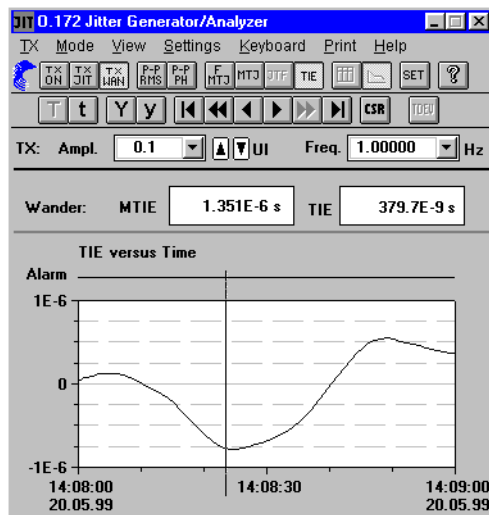 JIT O.172 Jitter Generator/Analyzer
TX Mode View Settings Keyboard Print Help
TX ON TX JIT TX WAN P-P RMS P-P PH F MTJ MTJ JTF TIE SET ?
T t Y y CSR TDEV
TX: Ampl. 0.1 UI Freq. 1.00000 Hz
Wander: MTIE 1.351E-6 s TIE 379.7E-9 s
TIE versus Time
Alarm
1E-6
0
-1E-6
14:08:00 14:08:30 14:09:00
20.05.99 20.05.99